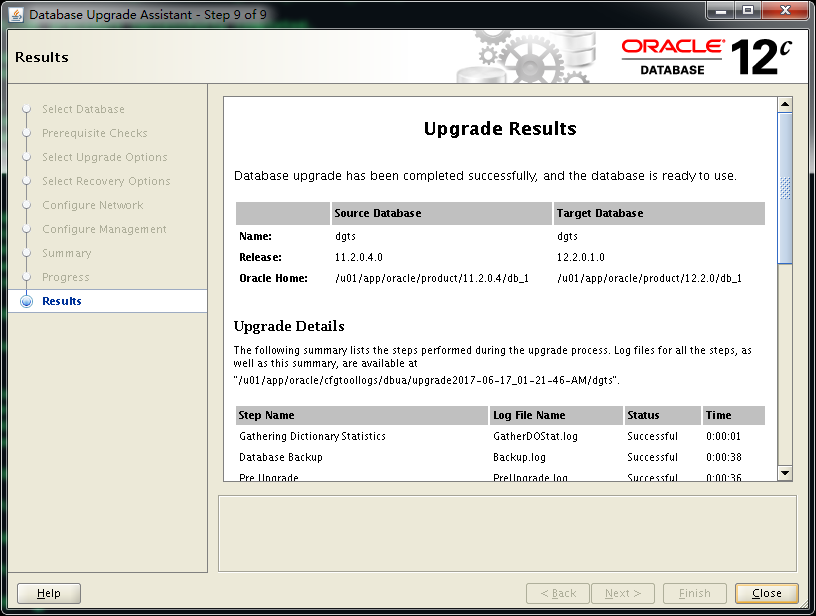 Database Upgrade Assistant - Step 9 of 9
Results
ORACLE
DATABASE
12c
Select Database
Prerequisite Checks
Select Upgrade Options
Select Recovery Options
Configure Network
Configure Management
Summary
Progress
Results
Upgrade Results
Database upgrade has been completed successfully, and the database is ready to use.
Source Database Target Database
Name: dgts dgts
Release: 11.2.0.4.0 12.2.0.1.0
Oracle Home: /u01/app/oracle/product/11.2.0.4/db_1 /u01/app/oracle/product/12.2.0/db_1
Upgrade Details
The following summary lists the steps performed during the upgrade process. Log files for all the steps, as
well as this summary, are available at
"/u01/app/oracle/cfgtoollogs/dbua/upgrade2017-06-17_01-21-46-AM/dgts".
Step Name Log File Name Status Time
Gathering Dictionary Statistics GatherDOStat.log Successful 0:00:01
Database Backup Backup.log Successful 0:00:38
Pre Upgrade PreUpgrade.log Successful 0:00:36
Help
< Back
Next >
Finish
Close